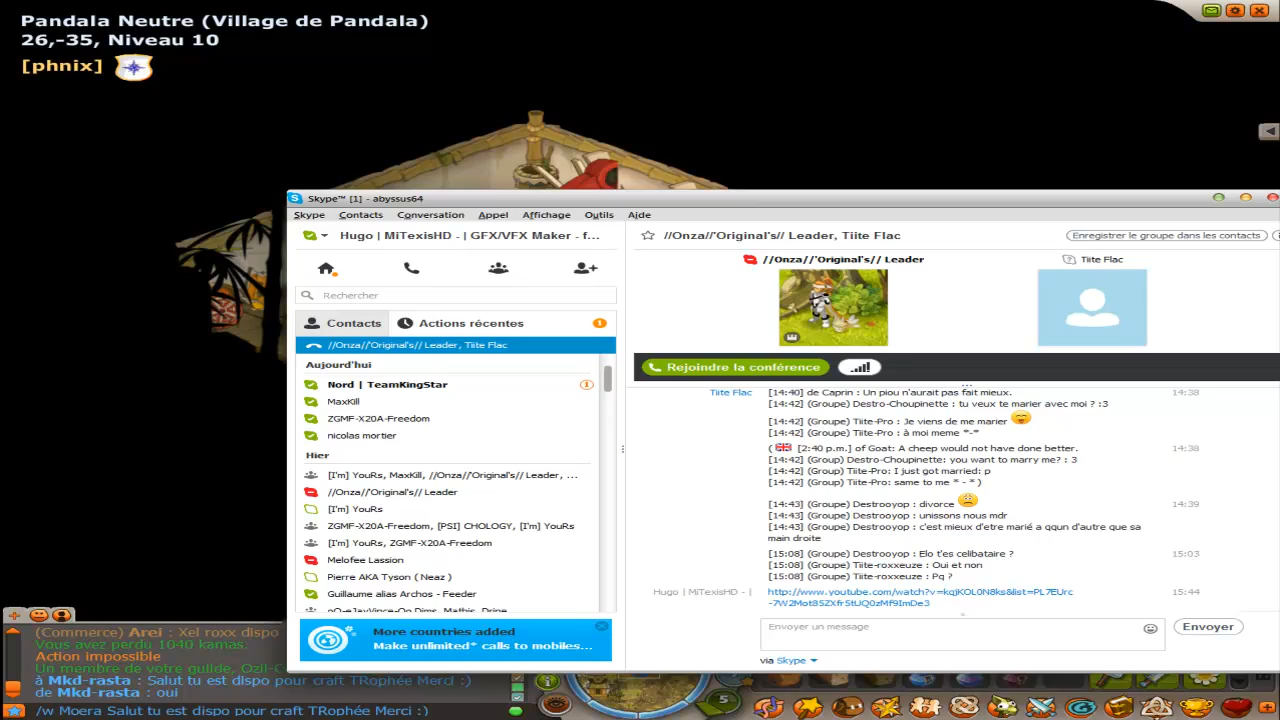 Pandala Neutre (Village de Pandala)
26,-35, Niveau 10
[phnix]
Skype™ [1] - abyssus64
Skype Contacts Conversation Appel Affichage Outils Aide
Hugo | MiTexisHD - | GFX/VFX Maker - f...
Rechercher
Contacts
Actions récentes
1
//Onza//'Original's// Leader, Tiite Flac
Aujourd'hui
Nord | TeamKingStar
1
MaxKill
ZGMF-X20A-Freedom
nicolas mortier
Hier
[I'm] YouRs, MaxKill, //Onza//'Original's// Leader, ...
//Onza//'Original's// Leader
[I'm] YouRs
ZGMF-X20A-Freedom, [PSI] CHOLOGY, [I'm] YouRs
[I'm] YouRs, ZGMF-X20A-Freedom
Melofee Lassion
Pierre AKA Tyson ( Neaz )
Guillaume alias Archos - Feeder
More countries added
Make unlimited* calls to mobiles...
//Onza//'Original's// Leader, Tiite Flac
Enregistrer le groupe dans les contacts
//Onza//'Original's// Leader
Tiite Flac
Rejoindre la conférence
Tiite Flac
[14:40] de Caprin : Un piou n'aurait pas fait mieux.
14:38
[14:42] (Groupe) Destro-Choupinette : tu veux te marier avec moi ? :3
[14:42] (Groupe) Tiite-Pro : Je viens de me marier
[14:42] (Groupe) Tiite-Pro : à moi meme *-*
( [2:40 p.m.] of Goat: A cheep would not have done better.
14:38
[14:42] (Group) Destro-Choupinette: you want to marry me? : 3
[14:42] (Group) Tiite-Pro: I just got married: p
[14:42] (Group) Tiite-Pro: same to me * - * )
[14:43] (Groupe) Destrooyop : divorce
14:39
[14:43] (Groupe) Destrooyop : unissons nous mdr
[14:43] (Groupe) Destrooyop : c'est mieux d'etre marié a qqun d'autre que sa
main droite
[15:08] (Groupe) Destrooyop : Elo t'es celibataire ?
15:03
[15:08] (Groupe) Tiite-roxxeuze : Oui et non
[15:08] (Groupe) Tiite-roxxeuze : Pq ?
Hugo | MiTexisHD - |
http://www.youtube.com/watch?v=kqjKOL0N8ks&list=PL7EUrc
15:44
-7W2Mot85ZXfr5tUQ0zMf9ImDe3
Envoyer un message
Envoyer
via Skype
(Commerce) Arei : Xel roxx dispo
Vous avez perdu 1040 kamas.
Action impossible
Un membre de votre guilde, Ozil-
à Mkd-rasta : Salut tu est dispo pour craft TRophée Merci :)
de Mkd-rasta : oui
/w Moera Salut tu est dispo pour craft TRophée Merci :)
5